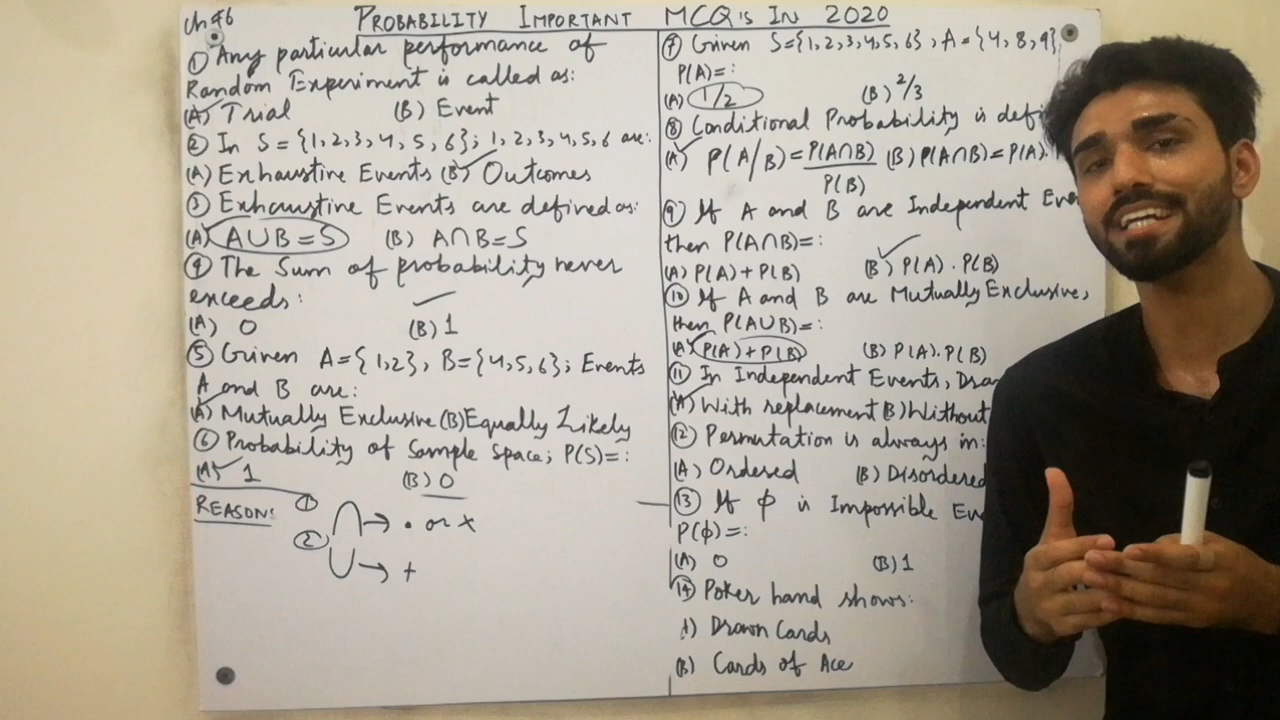 Ch#6
PROBABILITY IMPORTANT MCQ's IN 2020
① Any particular performance of
Random Experiment is called as:
(A) Trial (B) Event
② In S = {1,2,3,4,5,6}; 1,2,3,4,5,6 are:
(A) Exhaustive Events (B) Outcomes
③ Exhaustive Events are defined as:
(A) A∪B = S (B) A∩B = S
④ The Sum of probability never
exceeds:
(A) 0 (B) 1
⑤ Given A = {1,2}, B = {4,5,6}; Events
A and B are:
(A) Mutually Exclusive (B) Equally Likely
⑥ Probability of Sample Space; P(S) = :
(A) 1 (B) 0
REASON: ①
② ∩ → . or ×
∪ → +
⑦ Given S={1,2,3,4,5,6}, A={4,8,9},
P(A) = :
(A) 1/2 (B) 2/3
⑧ Conditional Probability is defi
(A) P(A/B) = P(A∩B) (B) P(A∩B) = P(A).
P(B)
⑨ If A and B are Independent Eve
then P(A∩B) = :
(A) P(A) + P(B) (B) P(A) . P(B)
⑩ If A and B are Mutually Exclusive,
then P(A∪B) = :
(A) P(A) + P(B) (B) P(A). P(B)
⑪ In Independent Events, Draw
(A) With replacement (B) Without
⑫ Permutation is always in:
(A) Ordered (B) Disordered
⑬ If ϕ is Impossible Eve
P(ϕ) = :
(A) 0 (B) 1
⑭ Poker hand shows:
A) Drawn Cards
(B) Cards of Ace